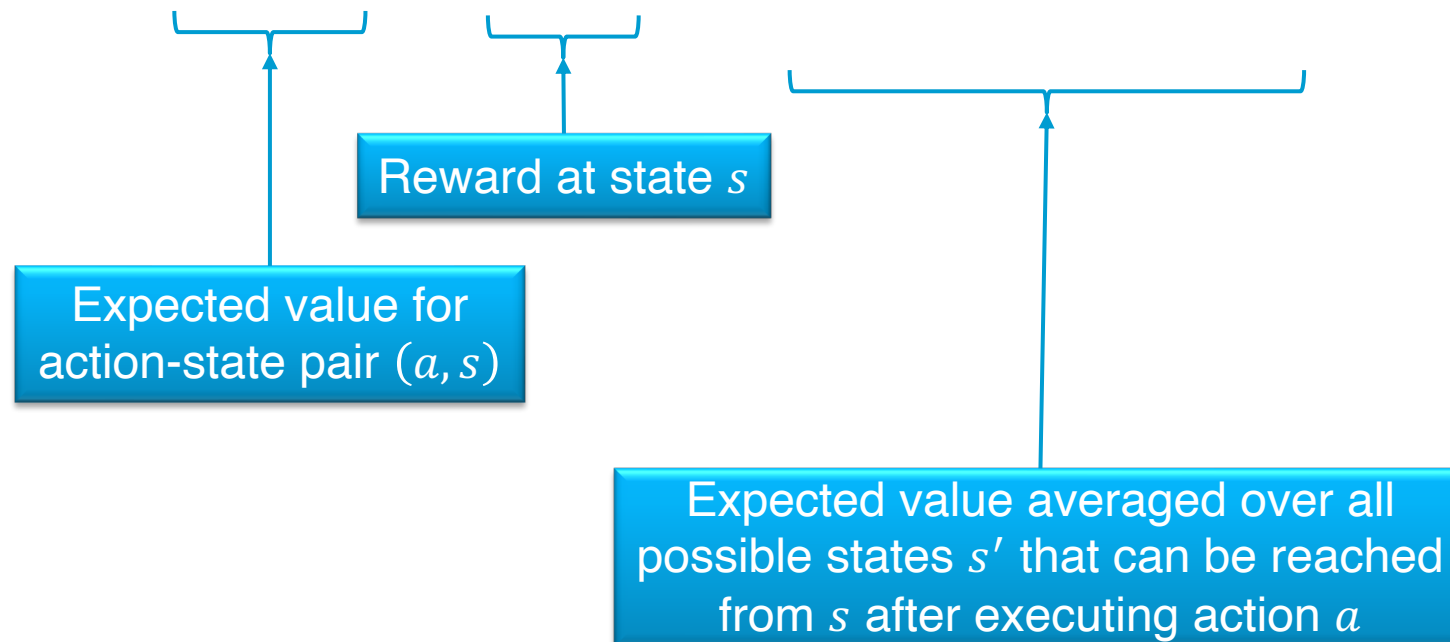 Reward at state s
Expected value for
action-state pair (a, s)
Expected value averaged over all
possible states s′ that can be reached
from s after executing action a